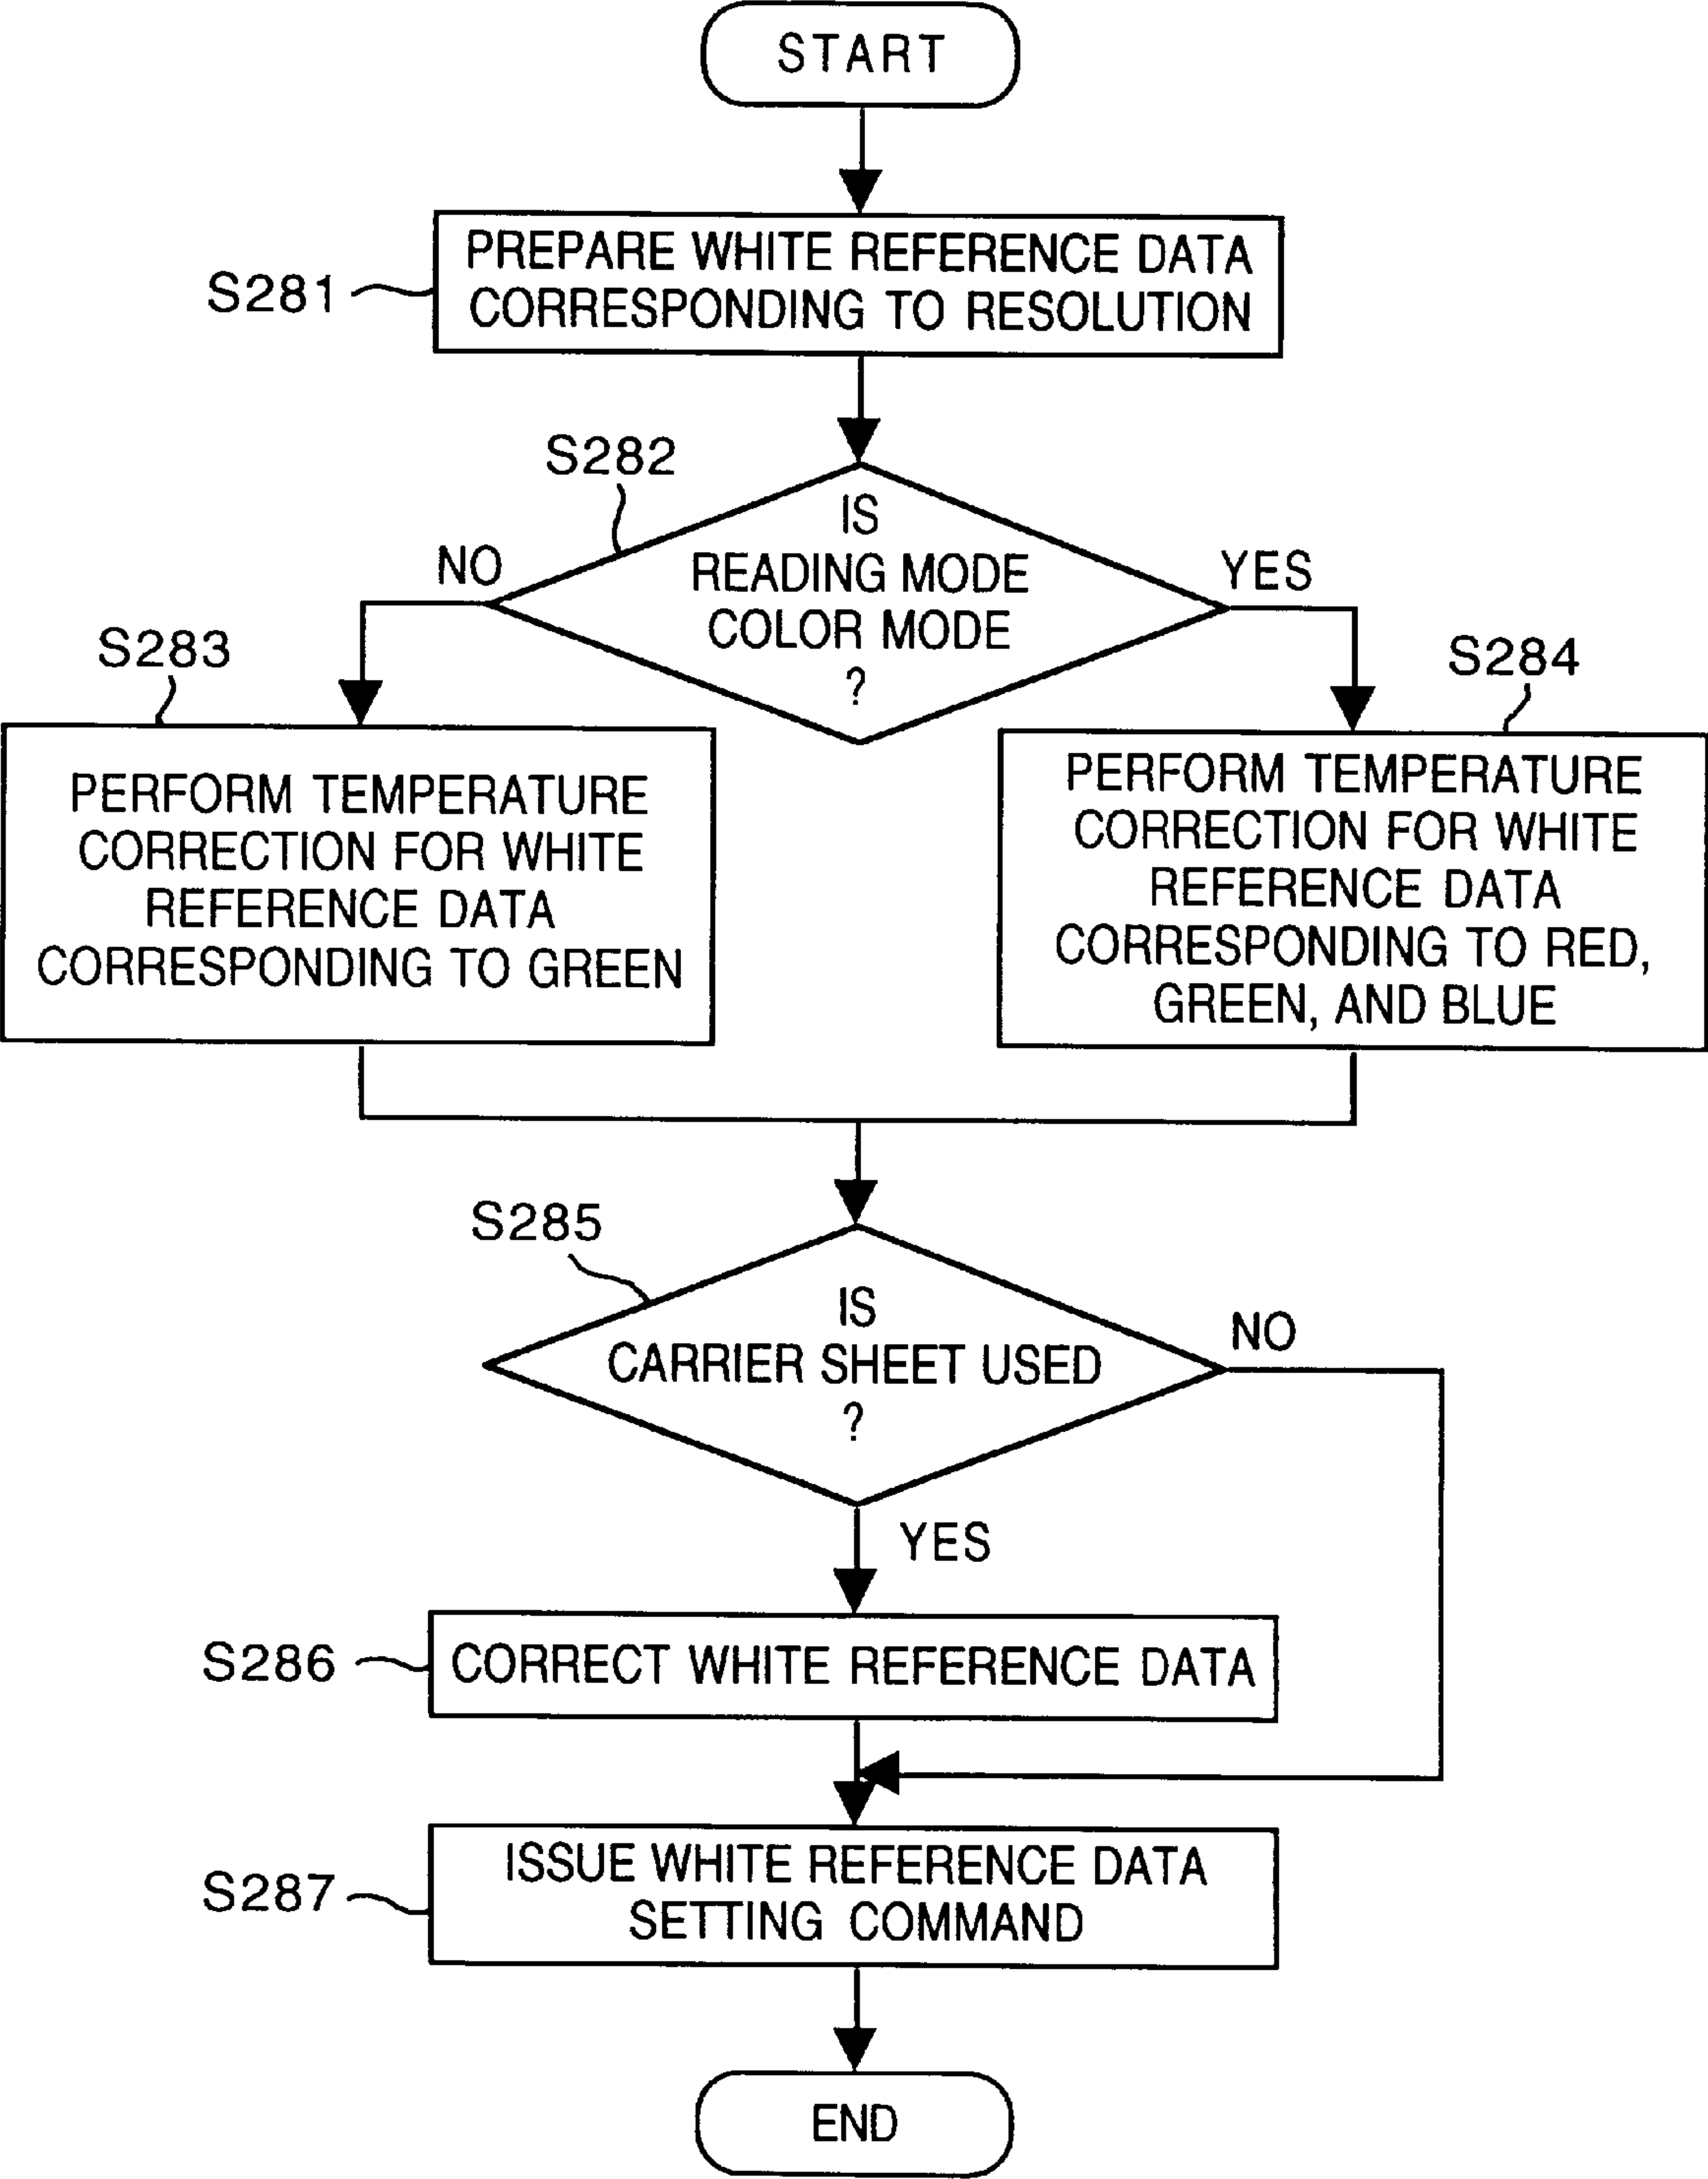 START
S281
PREPARE WHITE REFERENCE DATA
CORRESPONDING TO RESOLUTION
S282
IS
READING MODE
COLOR MODE
?
NO
YES
S283
PERFORM TEMPERATURE
CORRECTION FOR WHITE
REFERENCE DATA
CORRESPONDING TO GREEN
S284
PERFORM TEMPERATURE
CORRECTION FOR WHITE
REFERENCE DATA
CORRESPONDING TO RED,
GREEN, AND BLUE
S285
IS
CARRIER SHEET USED
?
NO
YES
S286
CORRECT WHITE REFERENCE DATA
S287
ISSUE WHITE REFERENCE DATA
SETTING COMMAND
END